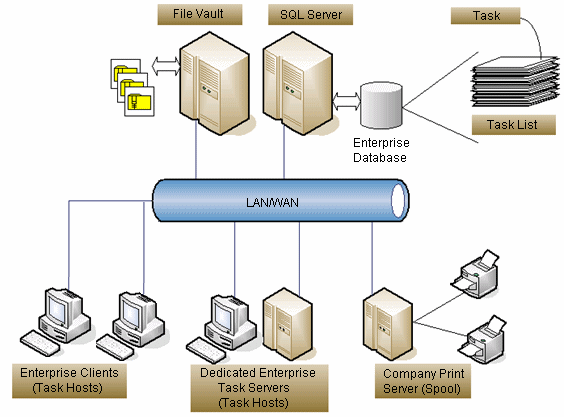 File Vault
SQL Server
Task
Task List
Enterprise
Database
LAN/WAN
Enterprise Clients
(Task Hosts)
Dedicated Enterprise
Task Servers
(Task Hosts)
Company Print
Server (Spool)